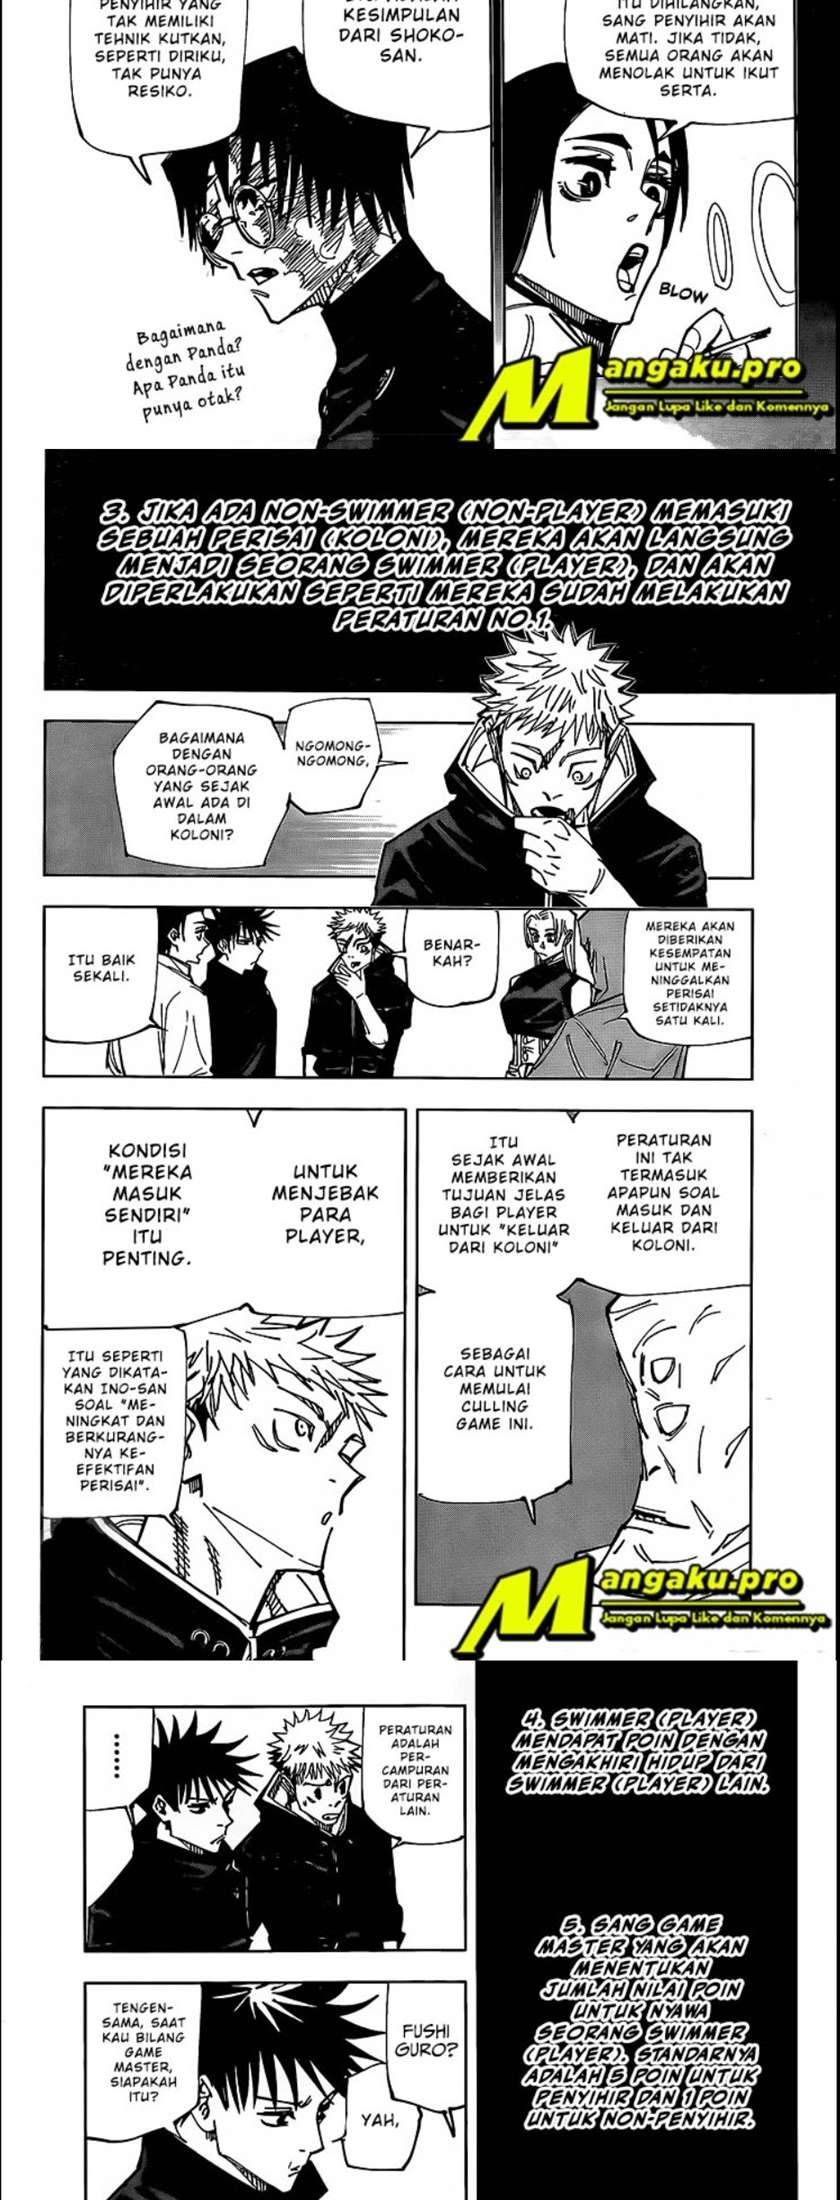 ITU DIHILANGKAN,
SANG PENYIHIR AKAN
MATI. JIKA TIDAK,
SEMUA ORANG AKAN
MENOLAK UNTUK IKUT
SERTA.
BLOW
KESIMPULAN
DARI SHOKO-
SAN.
PENYIHIR YANG
TAK MEMILIKI
TEHNIK KUTKAN,
SEPERTI DIRIKU,
TAK PUNYA
RESIKO.
Bagaimana
dengan Panda?
Apa Panda itu
punya otak?
Mangaku.pro
Jangan Lupa Like dan Komennya
3. JIKA ADA NON-SWIMMER (NON-PLAYER) MEMASUKI
SEBUAH PERISAI (KOLONI), MEREKA AKAN LANGSUNG
MENJADI SEORANG SWIMMER (PLAYER), DAN AKAN
DIPERLAKUKAN SEPERTI MEREKA SUDAH MELAKUKAN
PERATURAN NO.1.
NGOMONG-
NGOMONG,
BAGAIMANA
DENGAN
ORANG-ORANG
YANG SEJAK
AWAL ADA DI
DALAM
KOLONI?
MEREKA AKAN
DIBERIKAN
KESEMPATAN
UNTUK ME-
NINGGALKAN
PERISAI
SETIDAKNYA
SATU KALI.
BENAR-
KAH?
ITU BAIK
SEKALI.
PERATURAN
INI TAK
TERMASUK
APAPUN SOAL
MASUK DAN
KELUAR DARI
KOLONI.
ITU
SEJAK AWAL
MEMBERIKAN
TUJUAN JELAS
BAGI PLAYER
UNTUK "KELUAR
DARI KOLONI"
SEBAGAI
CARA UNTUK
MEMULAI
CULLING
GAME INI.
UNTUK
MENJEBAK
PARA
PLAYER,
KONDISI
"MEREKA
MASUK
SENDIRI"
ITU
PENTING.
ITU SEPERTI
YANG DIKATA-
KAN INO-SAN
SOAL "ME-
NINGKAT DAN
BERKURANG-
NYA KE-
EFEKTIFAN
PERISAI".
Mangaku.pro
Jangan Lupa Like dan Komennya
4. SWIMMER (PLAYER)
MENDAPAT POIN DENGAN
MENGAKHIRI HIDUP DARI
SWIMMER (PLAYER) LAIN.
5. SANG GAME
MASTER YANG AKAN
MENENTUKAN
JUMLAH NILAI POIN
UNTUK NYAWA
SEORANG SWIMMER
(PLAYER). STANDARNYA
ADALAH 5 POIN UNTUK
PENYIHIR DAN 1 POIN
UNTUK NON-PENYIHIR.
PERATURAN
ADALAH
PER-
CAMPURAN
DARI PER-
ATURAN
LAIN.
......
FUSHI
GURO?
YAH,
TENGEN-
SAMA, SAAT
KAU BILANG
GAME
MASTER,
SIAPAKAH
ITU?